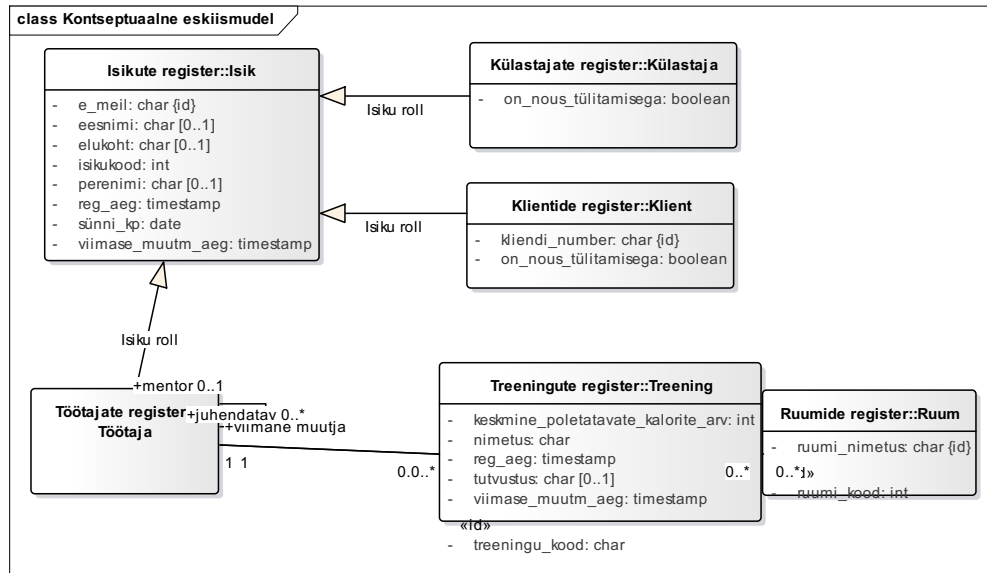 class Kontseptuaalne eskiismudel
Isikute register::Isik
- e_meil: char {id}
- eesnimi: char [0..1]
- elukoht: char [0..1]
- isikukood: int
- perenimi: char [0..1]
- reg_aeg: timestamp
- sünni_kp: date
- viimase_muutm_aeg: timestamp
Külastajate register::Külastaja
- on_nous_tülitamisega: boolean
Isiku roll
Klientide register::Klient
- kliendi_number: char {id}
- on_nous_tülitamisega: boolean
Isiku roll
Isiku roll
+mentor 0..1
Töötajate register
Töötaja
+juhendatav 0..*
+viimane muutja
1 1
0..*
Treeningute register::Treening
- keskmine_poletatavate_kalorite_arv: int
- nimetus: char
- reg_aeg: timestamp
- tutvustus: char [0..1]
- viimase_muutm_aeg: timestamp
«id»
- treeningu_kood: char
0..*
0..*
Ruumide register::Ruum
- ruumi_nimetus: char {id}
- ruumi_kood: int